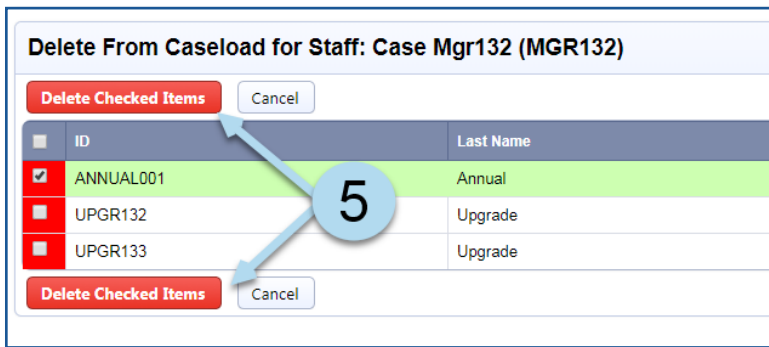 Delete From Caseload for Staff: Case Mgr132 (MGR132)
Delete Checked Items Cancel
ID Last Name
ANNUAL001 Annual
5
UPGR132 Upgrade
UPGR133 Upgrade
Delete Checked Items Cancel